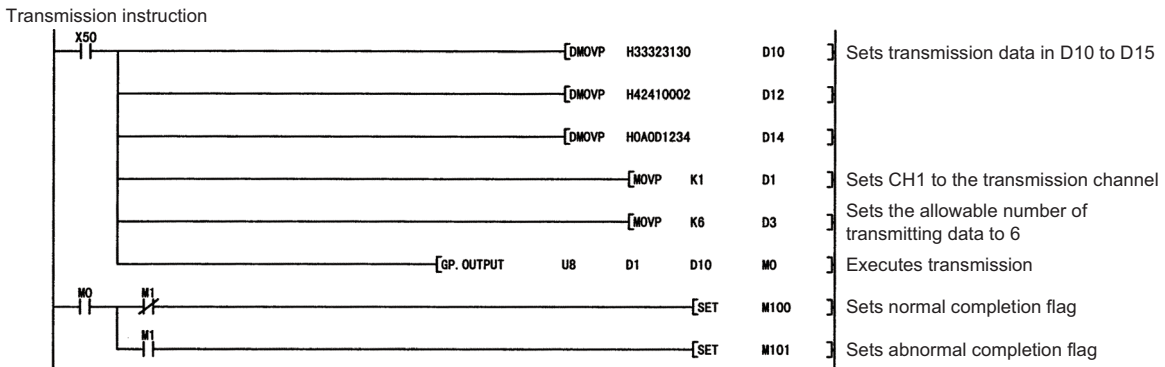 Transmission instruction
X50
DMOVP H33323130 D10 Sets transmission data in D10 to D15
DMOVP H42410002 D12
DMOVP H0A0D1234 D14
MOVP K1 D1 Sets CH1 to the transmission channel
MOVP K6 D3 Sets the allowable number of
transmitting data to 6
GP.OUTPUT U8 D1 D10 M0 Executes transmission
M0 M1 SET M100 Sets normal completion flag
M1 SET M101 Sets abnormal completion flag